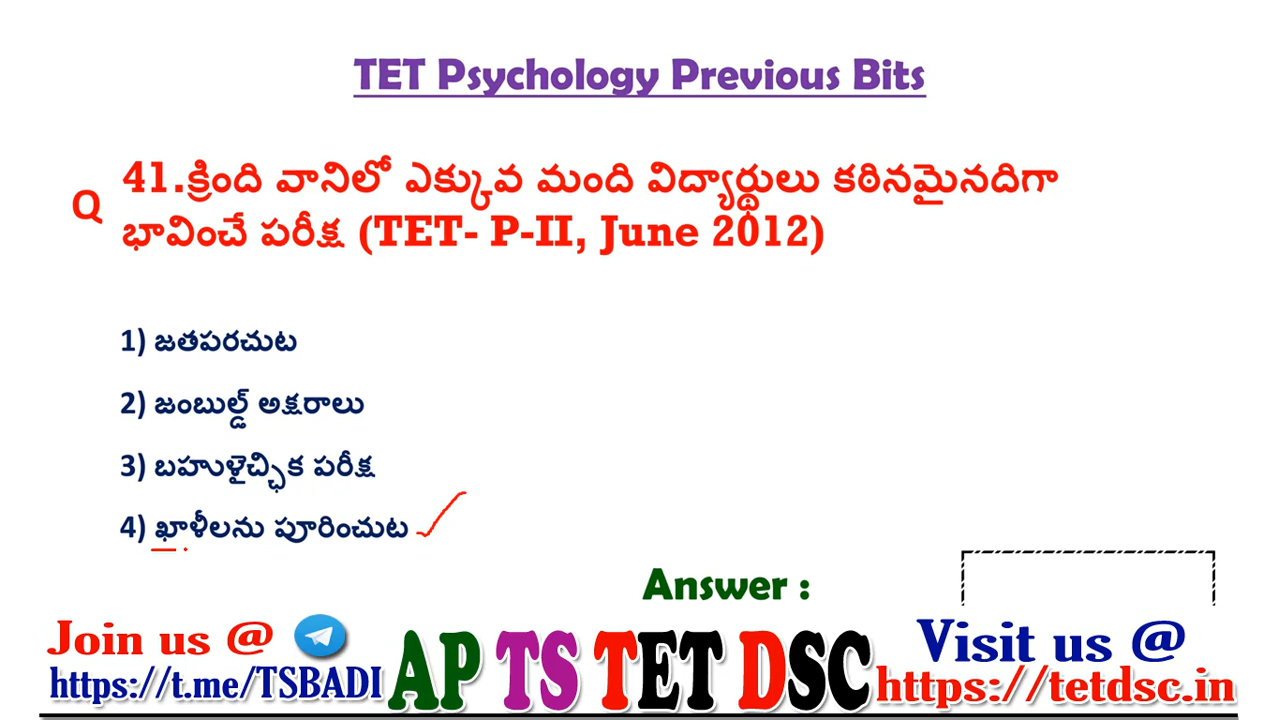 TET Psychology Previous Bits
Q 41.క్రింది వానిలో ఎక్కువ మంది విద్యార్థులు కఠినమైనదిగా
భావించే పరీక్ష (TET- P-II, June 2012)
1) జతపరచుట
2) జంబుల్డ్ అక్షరాలు
3) బహుళైచ్ఛిక పరీక్ష
4) ఖాళీలను పూరించుట
Answer :
Join us @
https://t.me/TSBADI
AP TS TET DSC
Visit us @
https://tetdsc.in